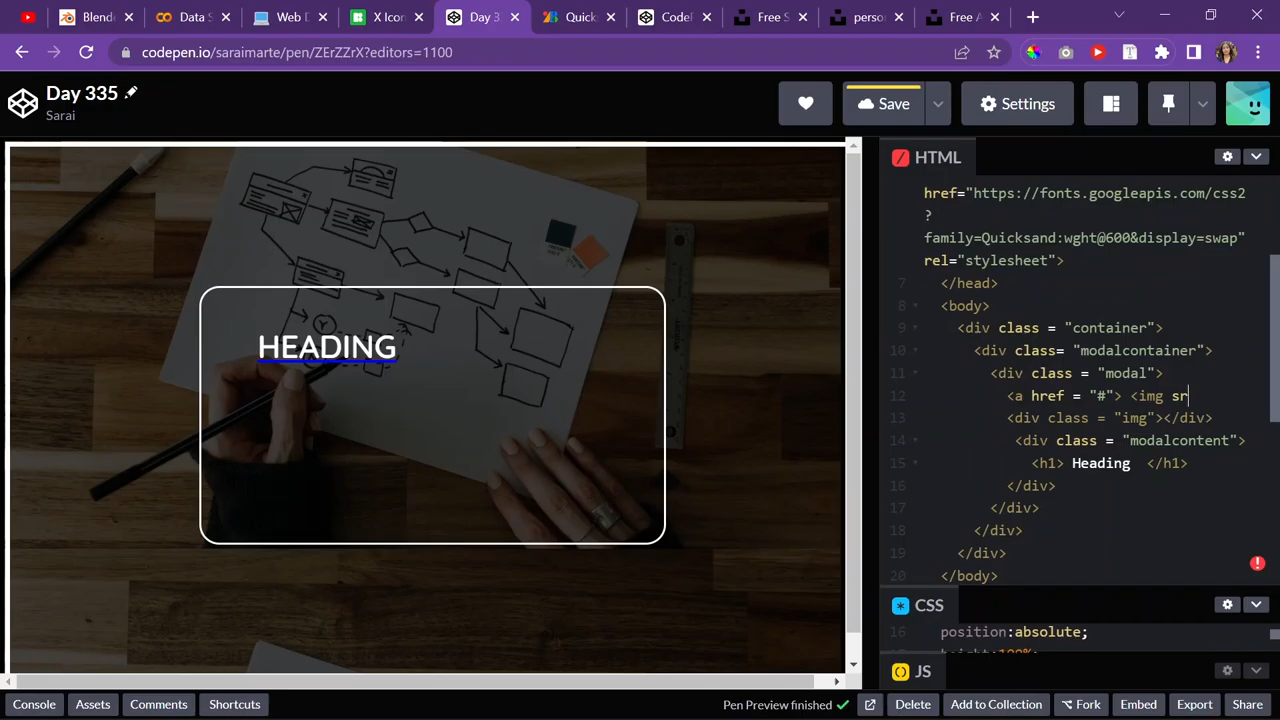 Blende
Data S
Web D
X Icon
Day 3
Quick
CodeP
Free S
person
Free A
codepen.io/saraimarte/pen/ZErZZrX?editors=1100
Day 335
Sarai
Save
Settings
HTML
href="https://fonts.googleapis.com/css2
?
family=Quicksand:wght@600&display=swap"
rel="stylesheet">
7 </head>
8 <body>
9 <div class = "container">
10 <div class= "modalcontainer">
11 <div class = "modal">
12 <a href = "#"> <img sr
13 <div class = "img"></div>
14 <div class = "modalcontent">
15 <h1> Heading </h1>
16 </div>
17 </div>
18 </div>
19 </div>
20 </body>
HEADING
CSS
16 position:absolute;
JS
Console
Assets
Comments
Shortcuts
Pen Preview finished
Delete
Add to Collection
Fork
Embed
Export
Share